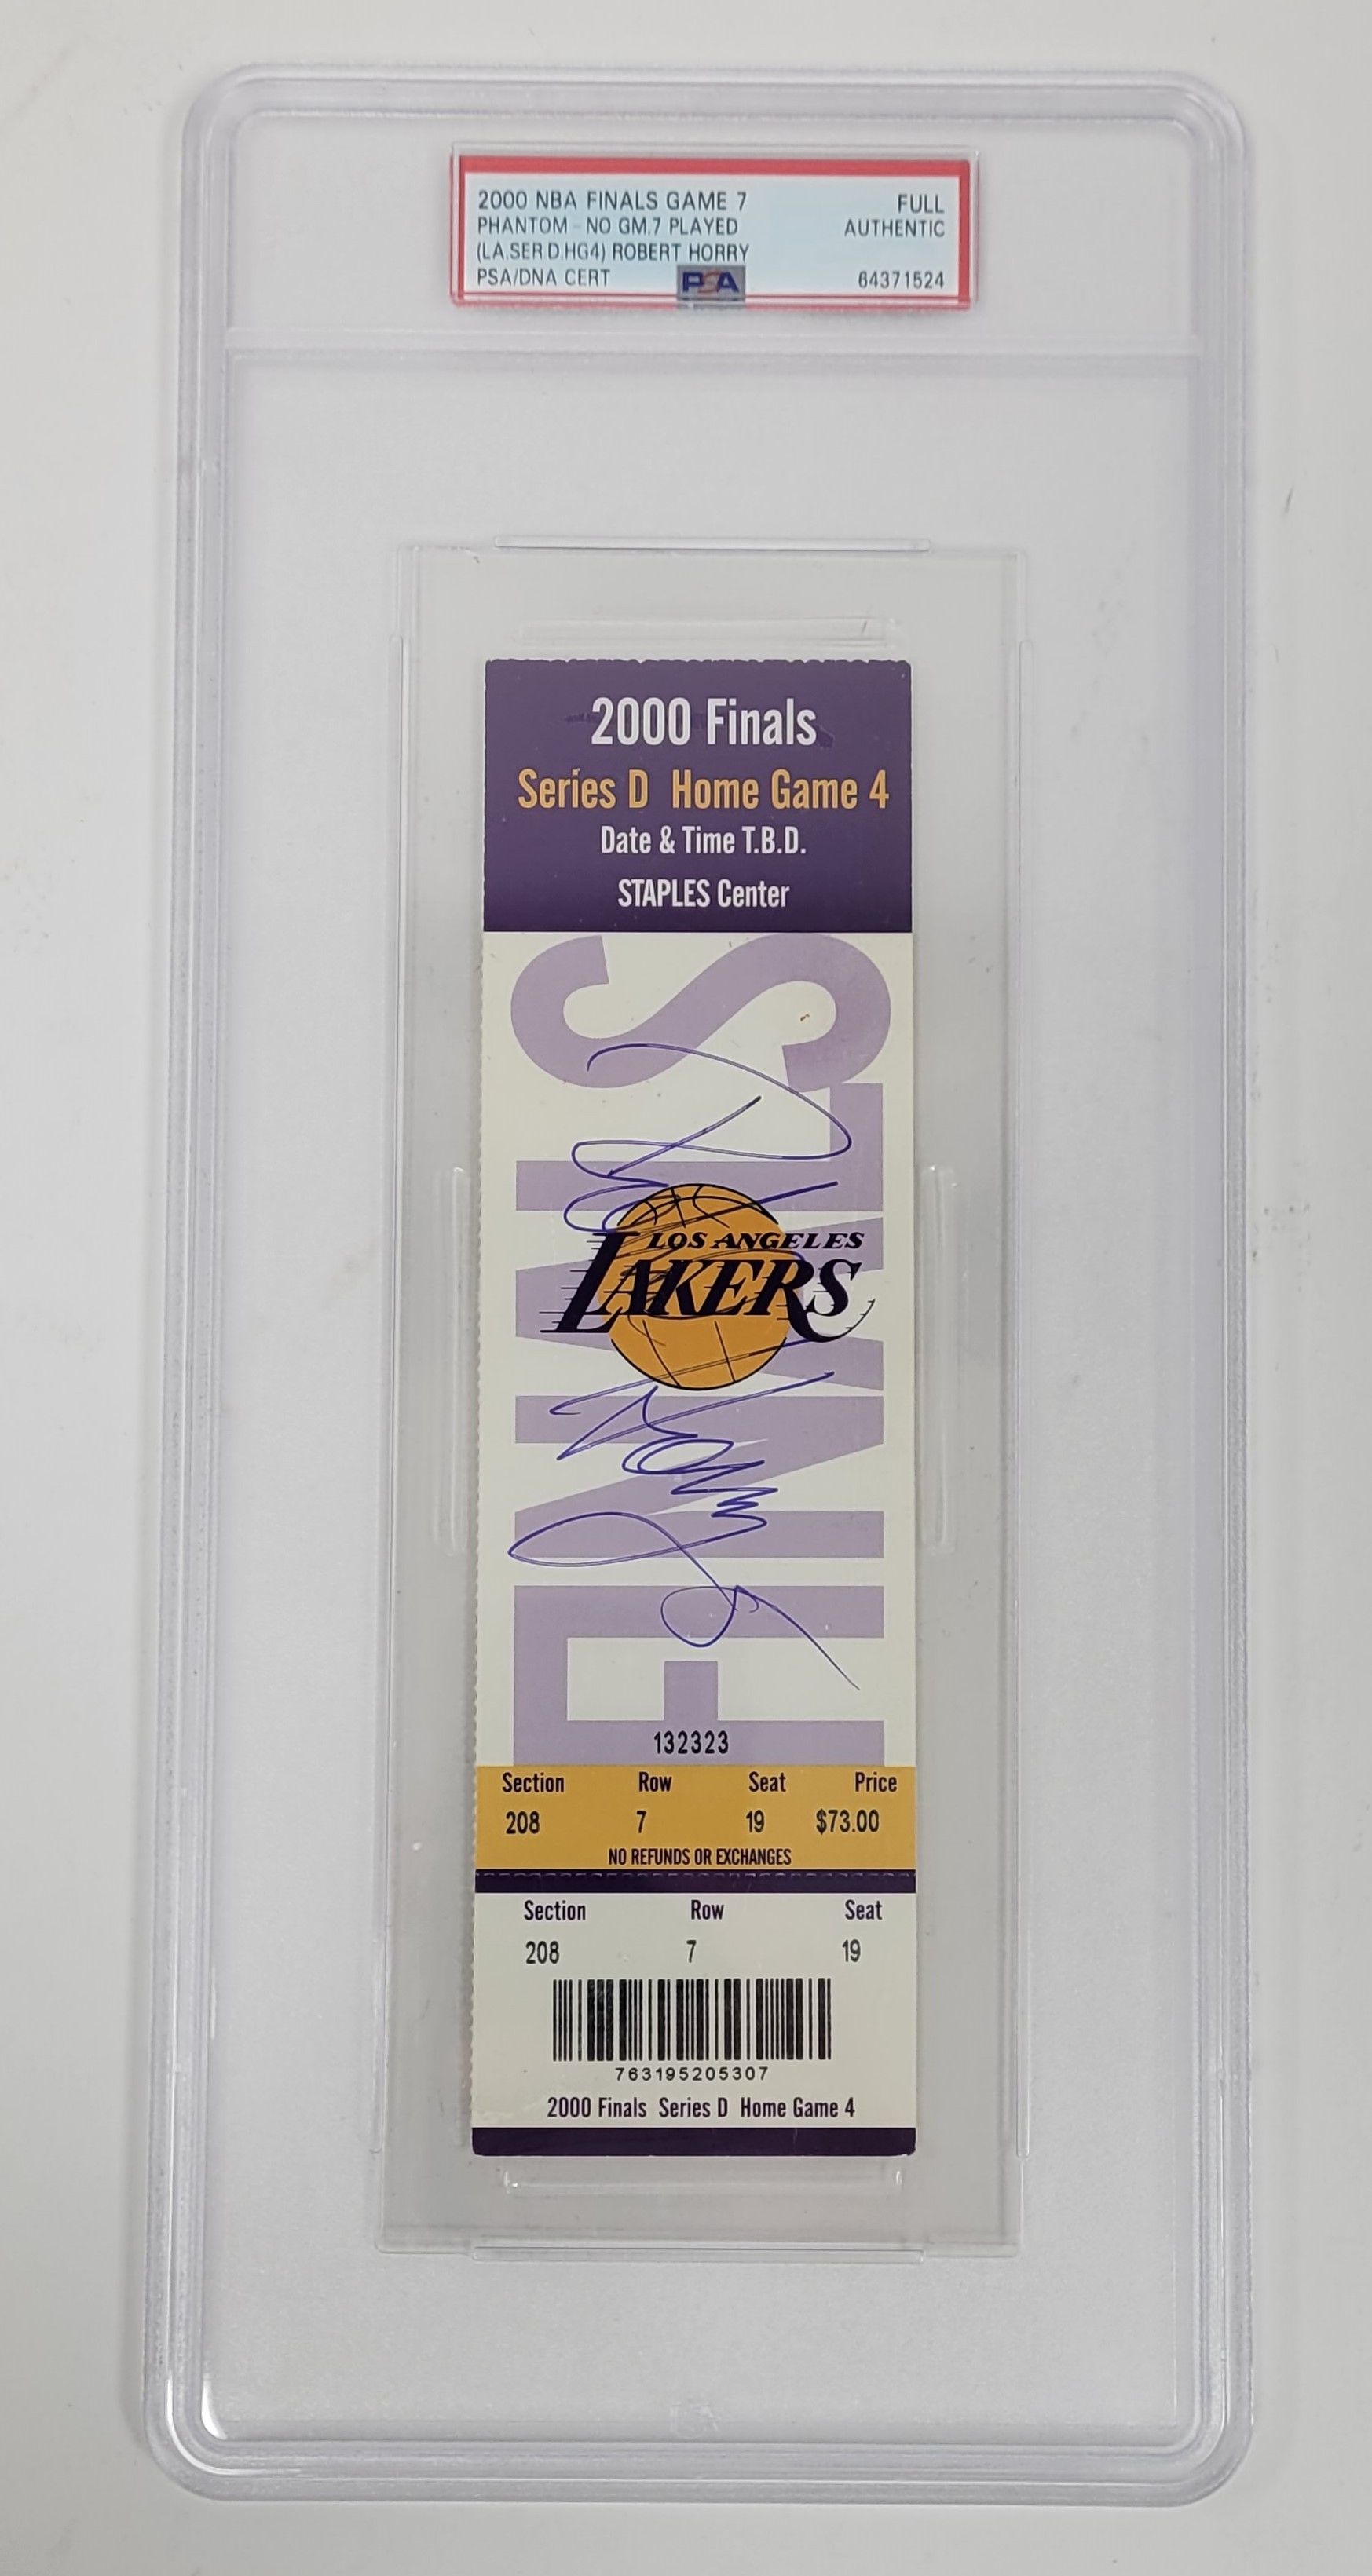 2000 NBA FINALS GAME 7 FULL
PHANTOM - NO GM.7 PLAYED AUTHENTIC
(LA.SER.D.HG4) ROBERT HORRY
PSA/DNA CERT PSA 64371524
2000 Finals
Series D Home Game 4
Date & Time T.B.D.
STAPLES Center
FINALS
LOS ANGELES
LAKERS
132323
Section Row Seat Price
208 7 19 $73.00
NO REFUNDS OR EXCHANGES
Section Row Seat
208 7 19
763195205307
2000 Finals Series D Home Game 4